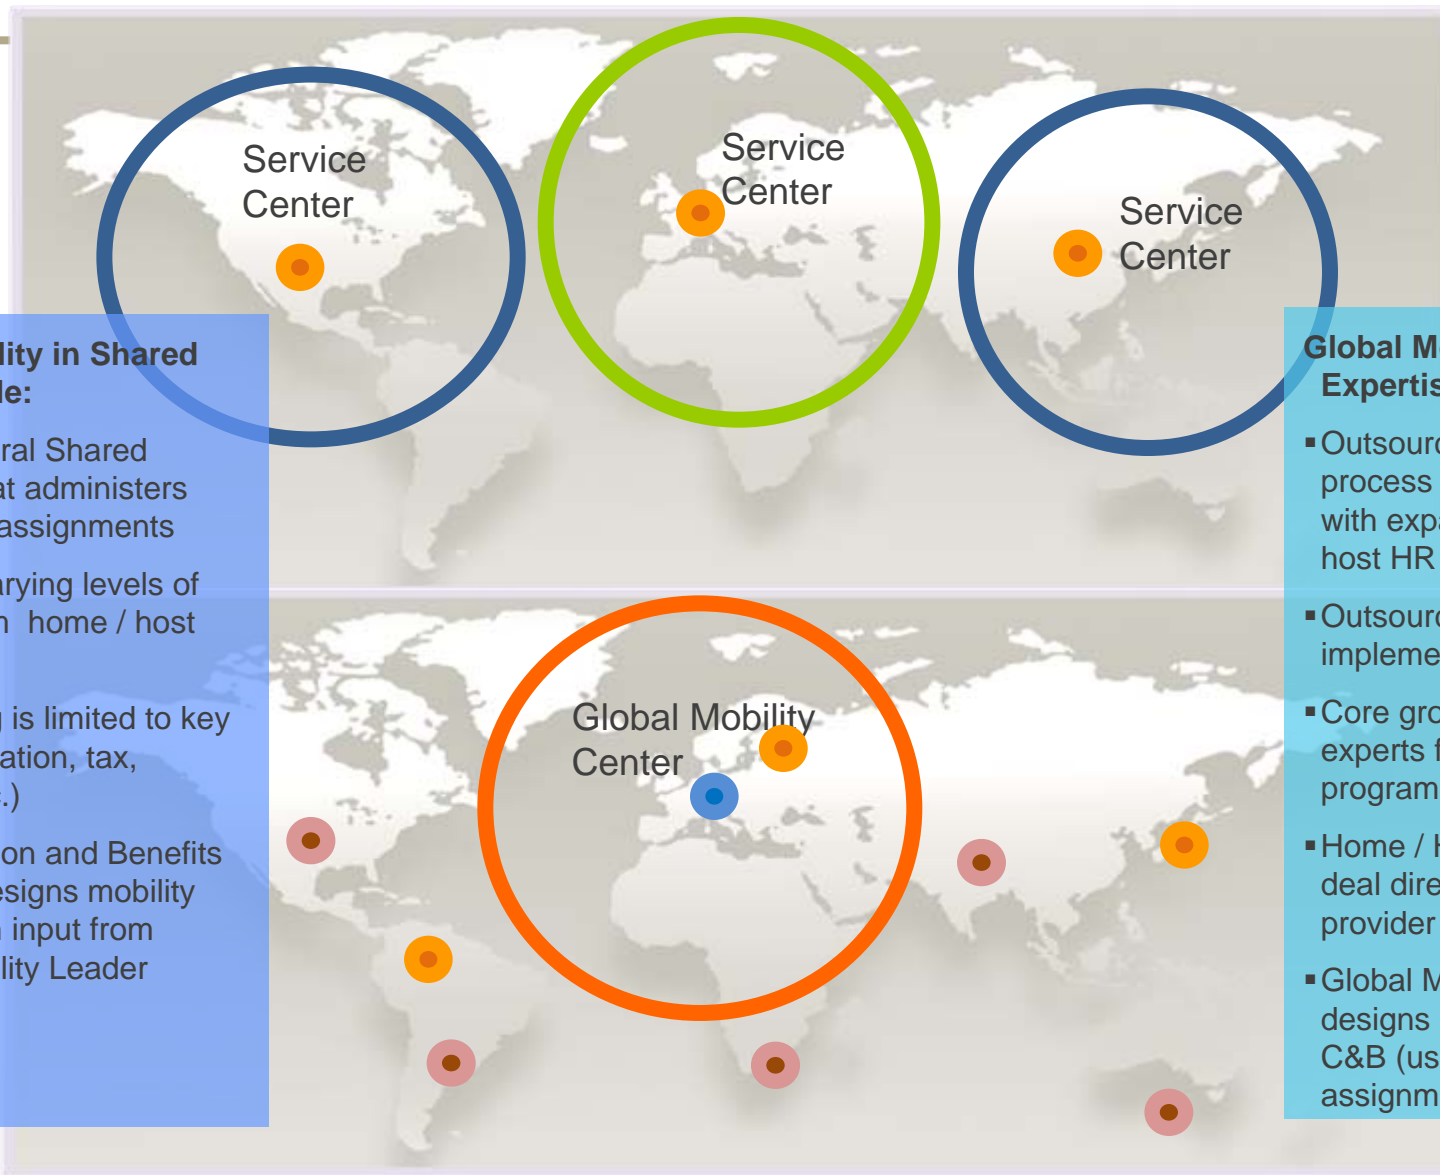 Service
Center
Service
Center
Service
Center
lity in Shared
le:
ral Shared
at administers
assignments
arying levels of
n home / host
g is limited to key
ation, tax,
c.)
on and Benefits
esigns mobility
n input from
lity Leader
Global Mobility
Center
Global M
Expertis
▪Outsourc
process
with expa
host HR
▪Outsourc
impleme
▪Core gro
experts f
program
▪Home / H
deal dire
provider
▪Global M
designs
C&B (us
assignm